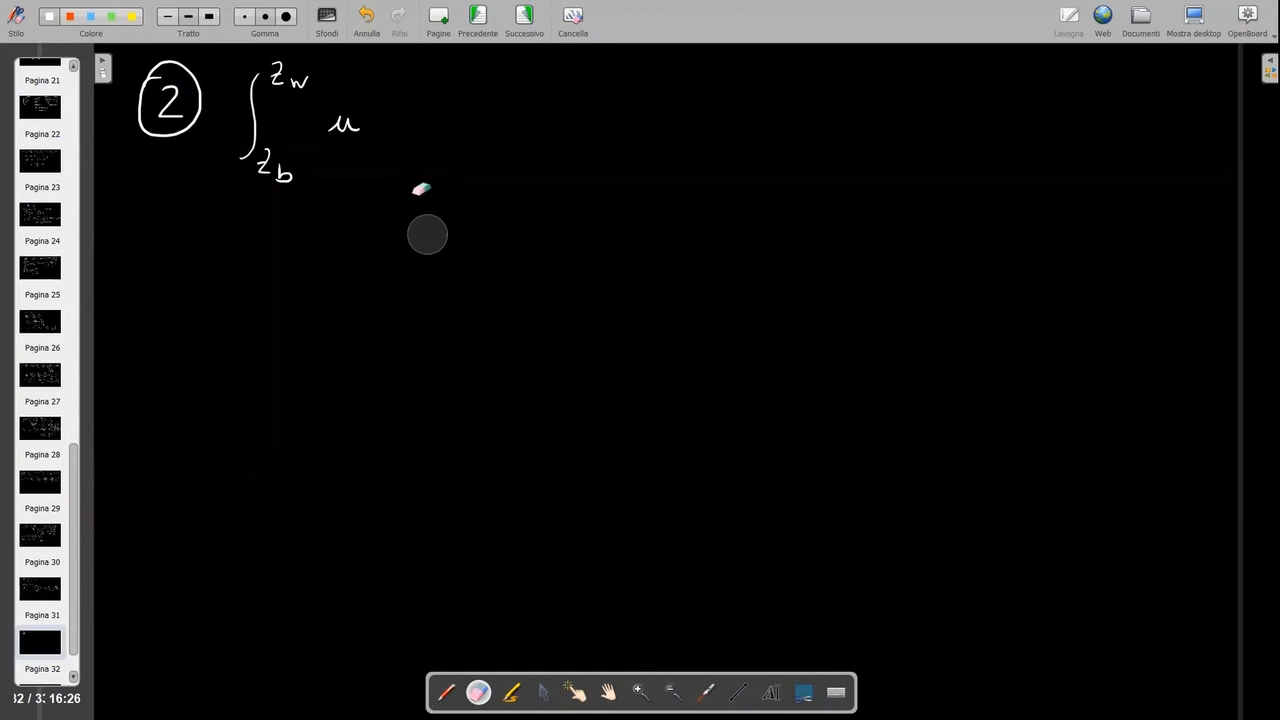 Stilo Colore Tratto Gomma Sfondi Annulla Rifai Pagine Precedente Successivo Cancella Lavagna Web Documenti Mostra desktop OpenBoard
② ∫_{z_b}^{z_w} u
Pagina 21
Pagina 22
Pagina 23
Pagina 24
Pagina 25
Pagina 26
Pagina 27
Pagina 28
Pagina 29
Pagina 30
Pagina 31
Pagina 32
16:26